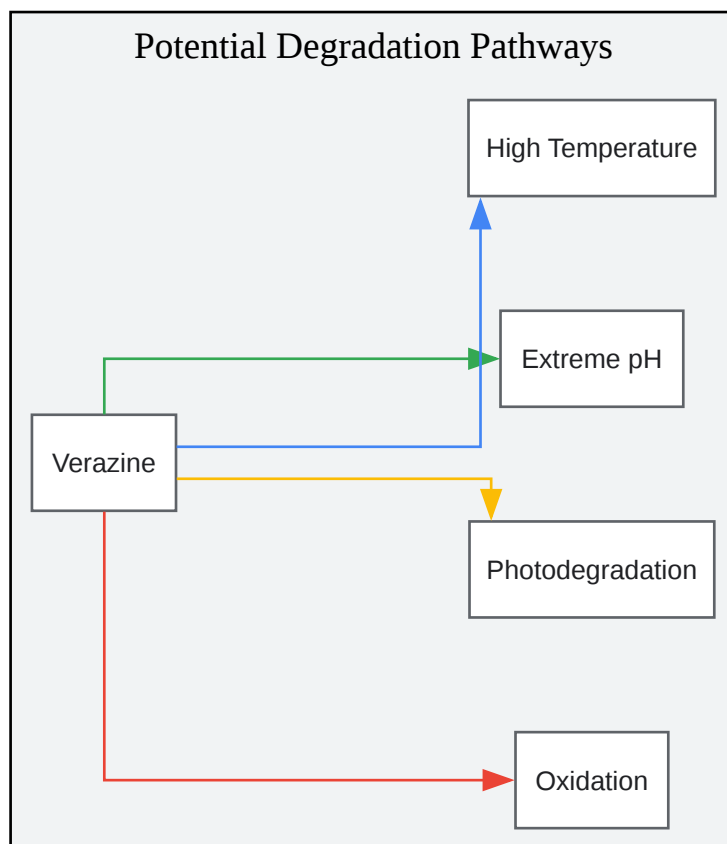 Potential Degradation Pathways
High Temperature
Extreme pH
Verazine
Photodegradation
Oxidation